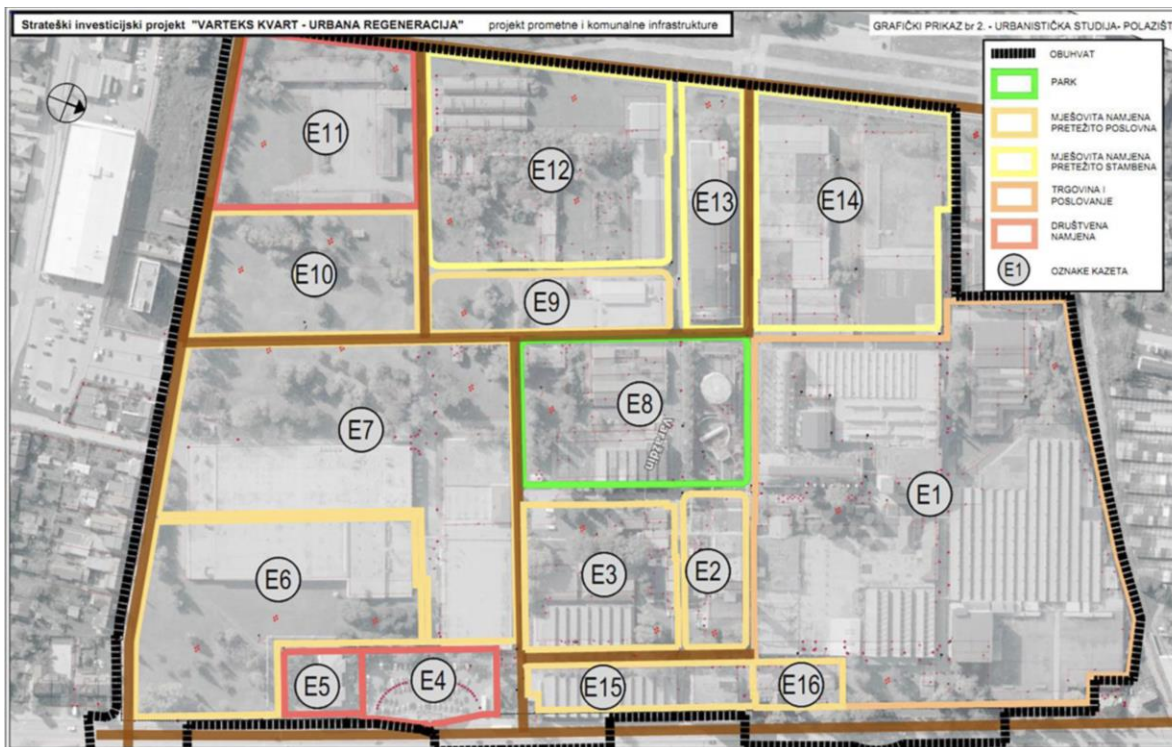 Strateški investicijski projekt "VARTEKS KVART - URBANA REGENERACIJA" projekt prometne i komunalne infrastrukture
GRAFIČKI PRIKAZ br 2. - URBANISTIČKA STUDIJA- POLAZIŠT
OBUHVAT
PARK
MJEŠOVITA NAMJENA
PRETEŽITO POSLOVNA
MJEŠOVITA NAMJENA
PRETEŽITO STAMBENA
TRGOVINA I
POSLOVANJE
DRUŠTVENA
NAMJENA
E1 OZNAKE KAZETA
E11
E12
E13
E14
E10
E9
E7
E8
Varaždin
E1
E6
E3
E2
E5
E4
E15
E16